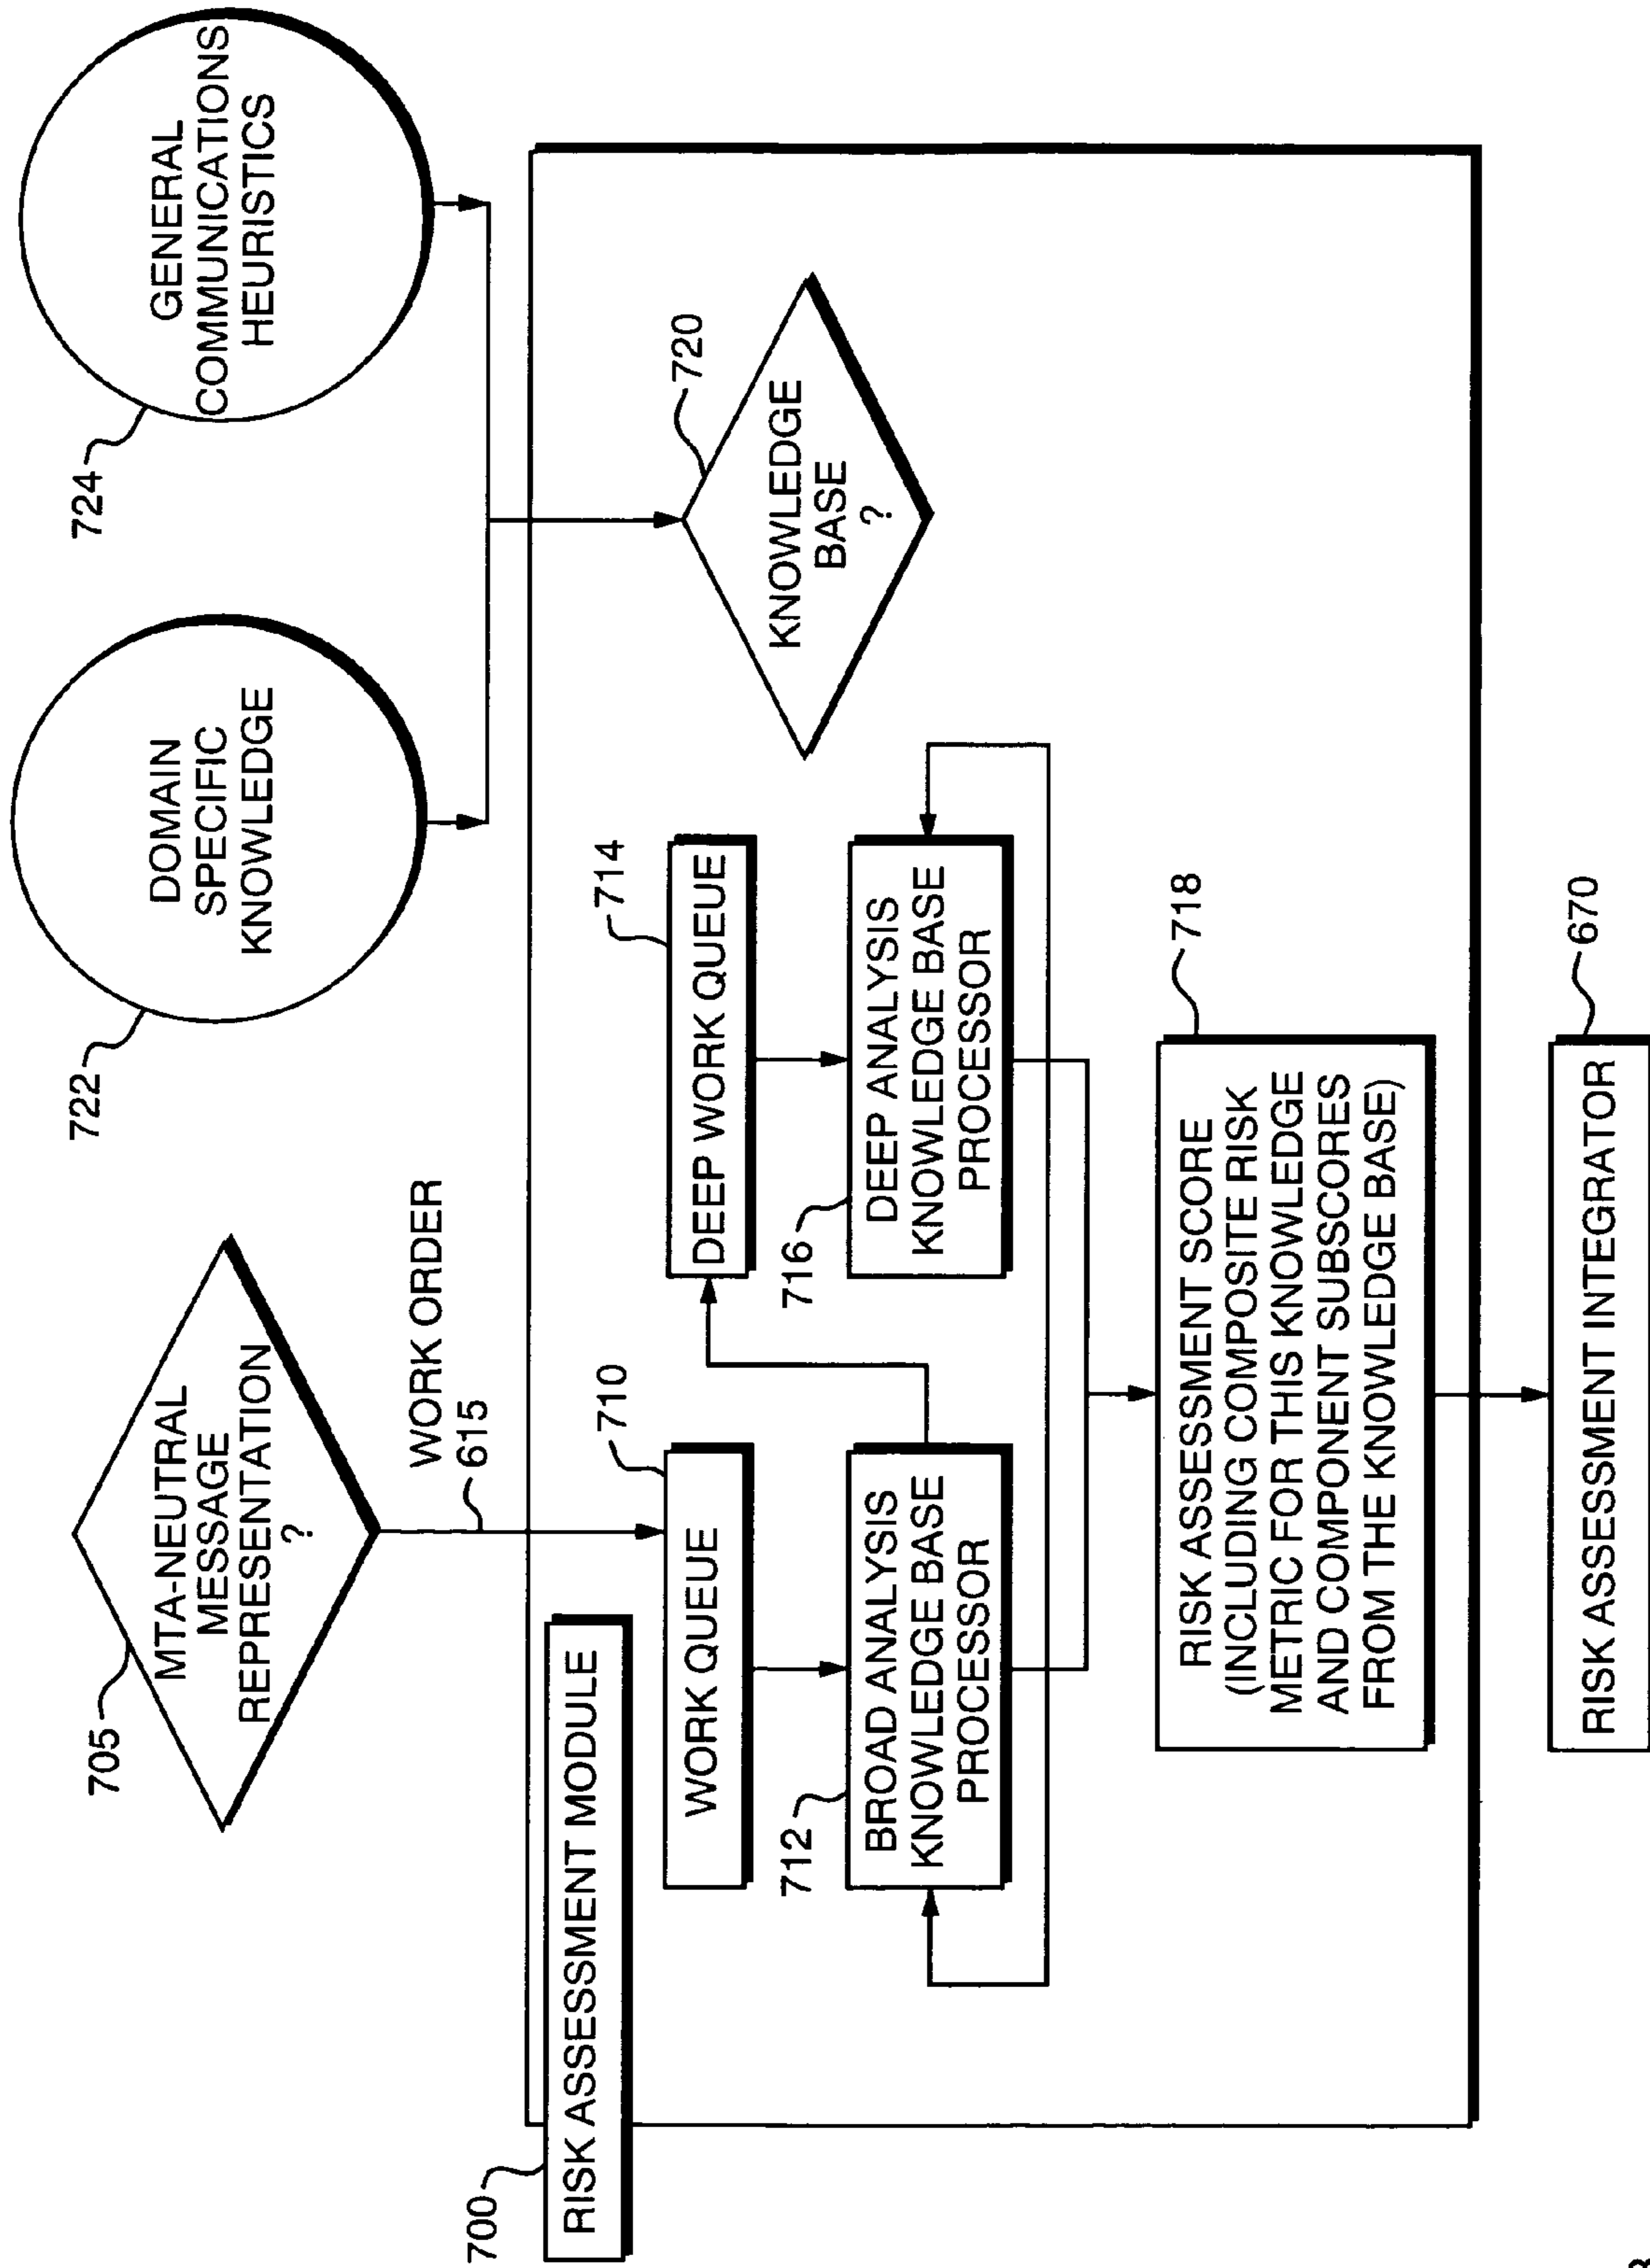 705
MTA-NEUTRAL
MESSAGE
REPRESENTATION
?
WORK ORDER
615
722
DOMAIN
SPECIFIC
KNOWLEDGE
724
GENERAL
COMMUNICATIONS
HEURISTICS
700
RISK ASSESSMENT MODULE
710
WORK QUEUE
714
DEEP WORK QUEUE
720
KNOWLEDGE
BASE
?
712
BROAD ANALYSIS
KNOWLEDGE BASE
PROCESSOR
716
DEEP ANALYSIS
KNOWLEDGE BASE
PROCESSOR
718
RISK ASSESSMENT SCORE
(INCLUDING COMPOSITE RISK
METRIC FOR THIS KNOWLEDGE
AND COMPONENT SUBSCORES
FROM THE KNOWLEDGE BASE)
670
RISK ASSESSMENT INTEGRATOR